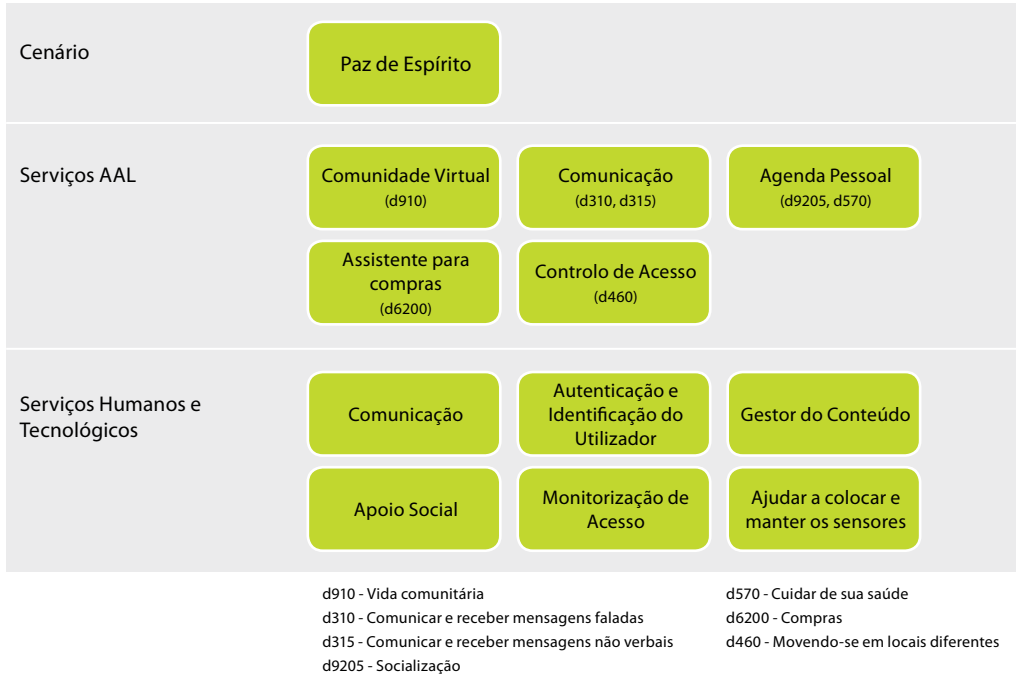 Cenário
Paz de Espírito
Serviços AAL
Comunidade Virtual
(d910)
Comunicação
(d310, d315)
Agenda Pessoal
(d9205, d570)
Assistente para
compras
(d6200)
Controlo de Acesso
(d460)
Serviços Humanos e
Tecnológicos
Comunicação
Autenticação e
Identificação do
Utilizador
Gestor do Conteúdo
Apoio Social
Monitorização de
Acesso
Ajudar a colocar e
manter os sensores
d910 - Vida comunitária
d310 - Comunicar e receber mensagens faladas
d315 - Comunicar e receber mensagens não verbais
d9205 - Socialização
d570 - Cuidar de sua saúde
d6200 - Compras
d460 - Movendo-se em locais diferentes